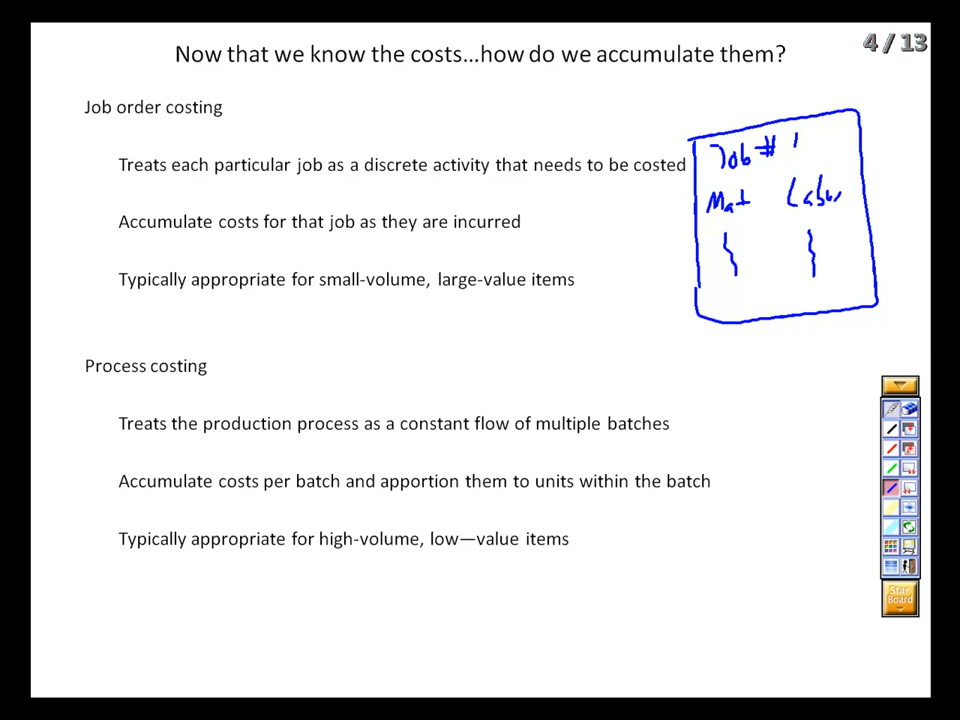 Now that we know the costs...how do we accumulate them?
4 / 13
Job order costing
Treats each particular job as a discrete activity that needs to be costed
Job # 1
Mat Labor
Accumulate costs for that job as they are incurred
Typically appropriate for small-volume, large-value items
Process costing
Treats the production process as a constant flow of multiple batches
Accumulate costs per batch and apportion them to units within the batch
Typically appropriate for high-volume, low—value items
Star
Board